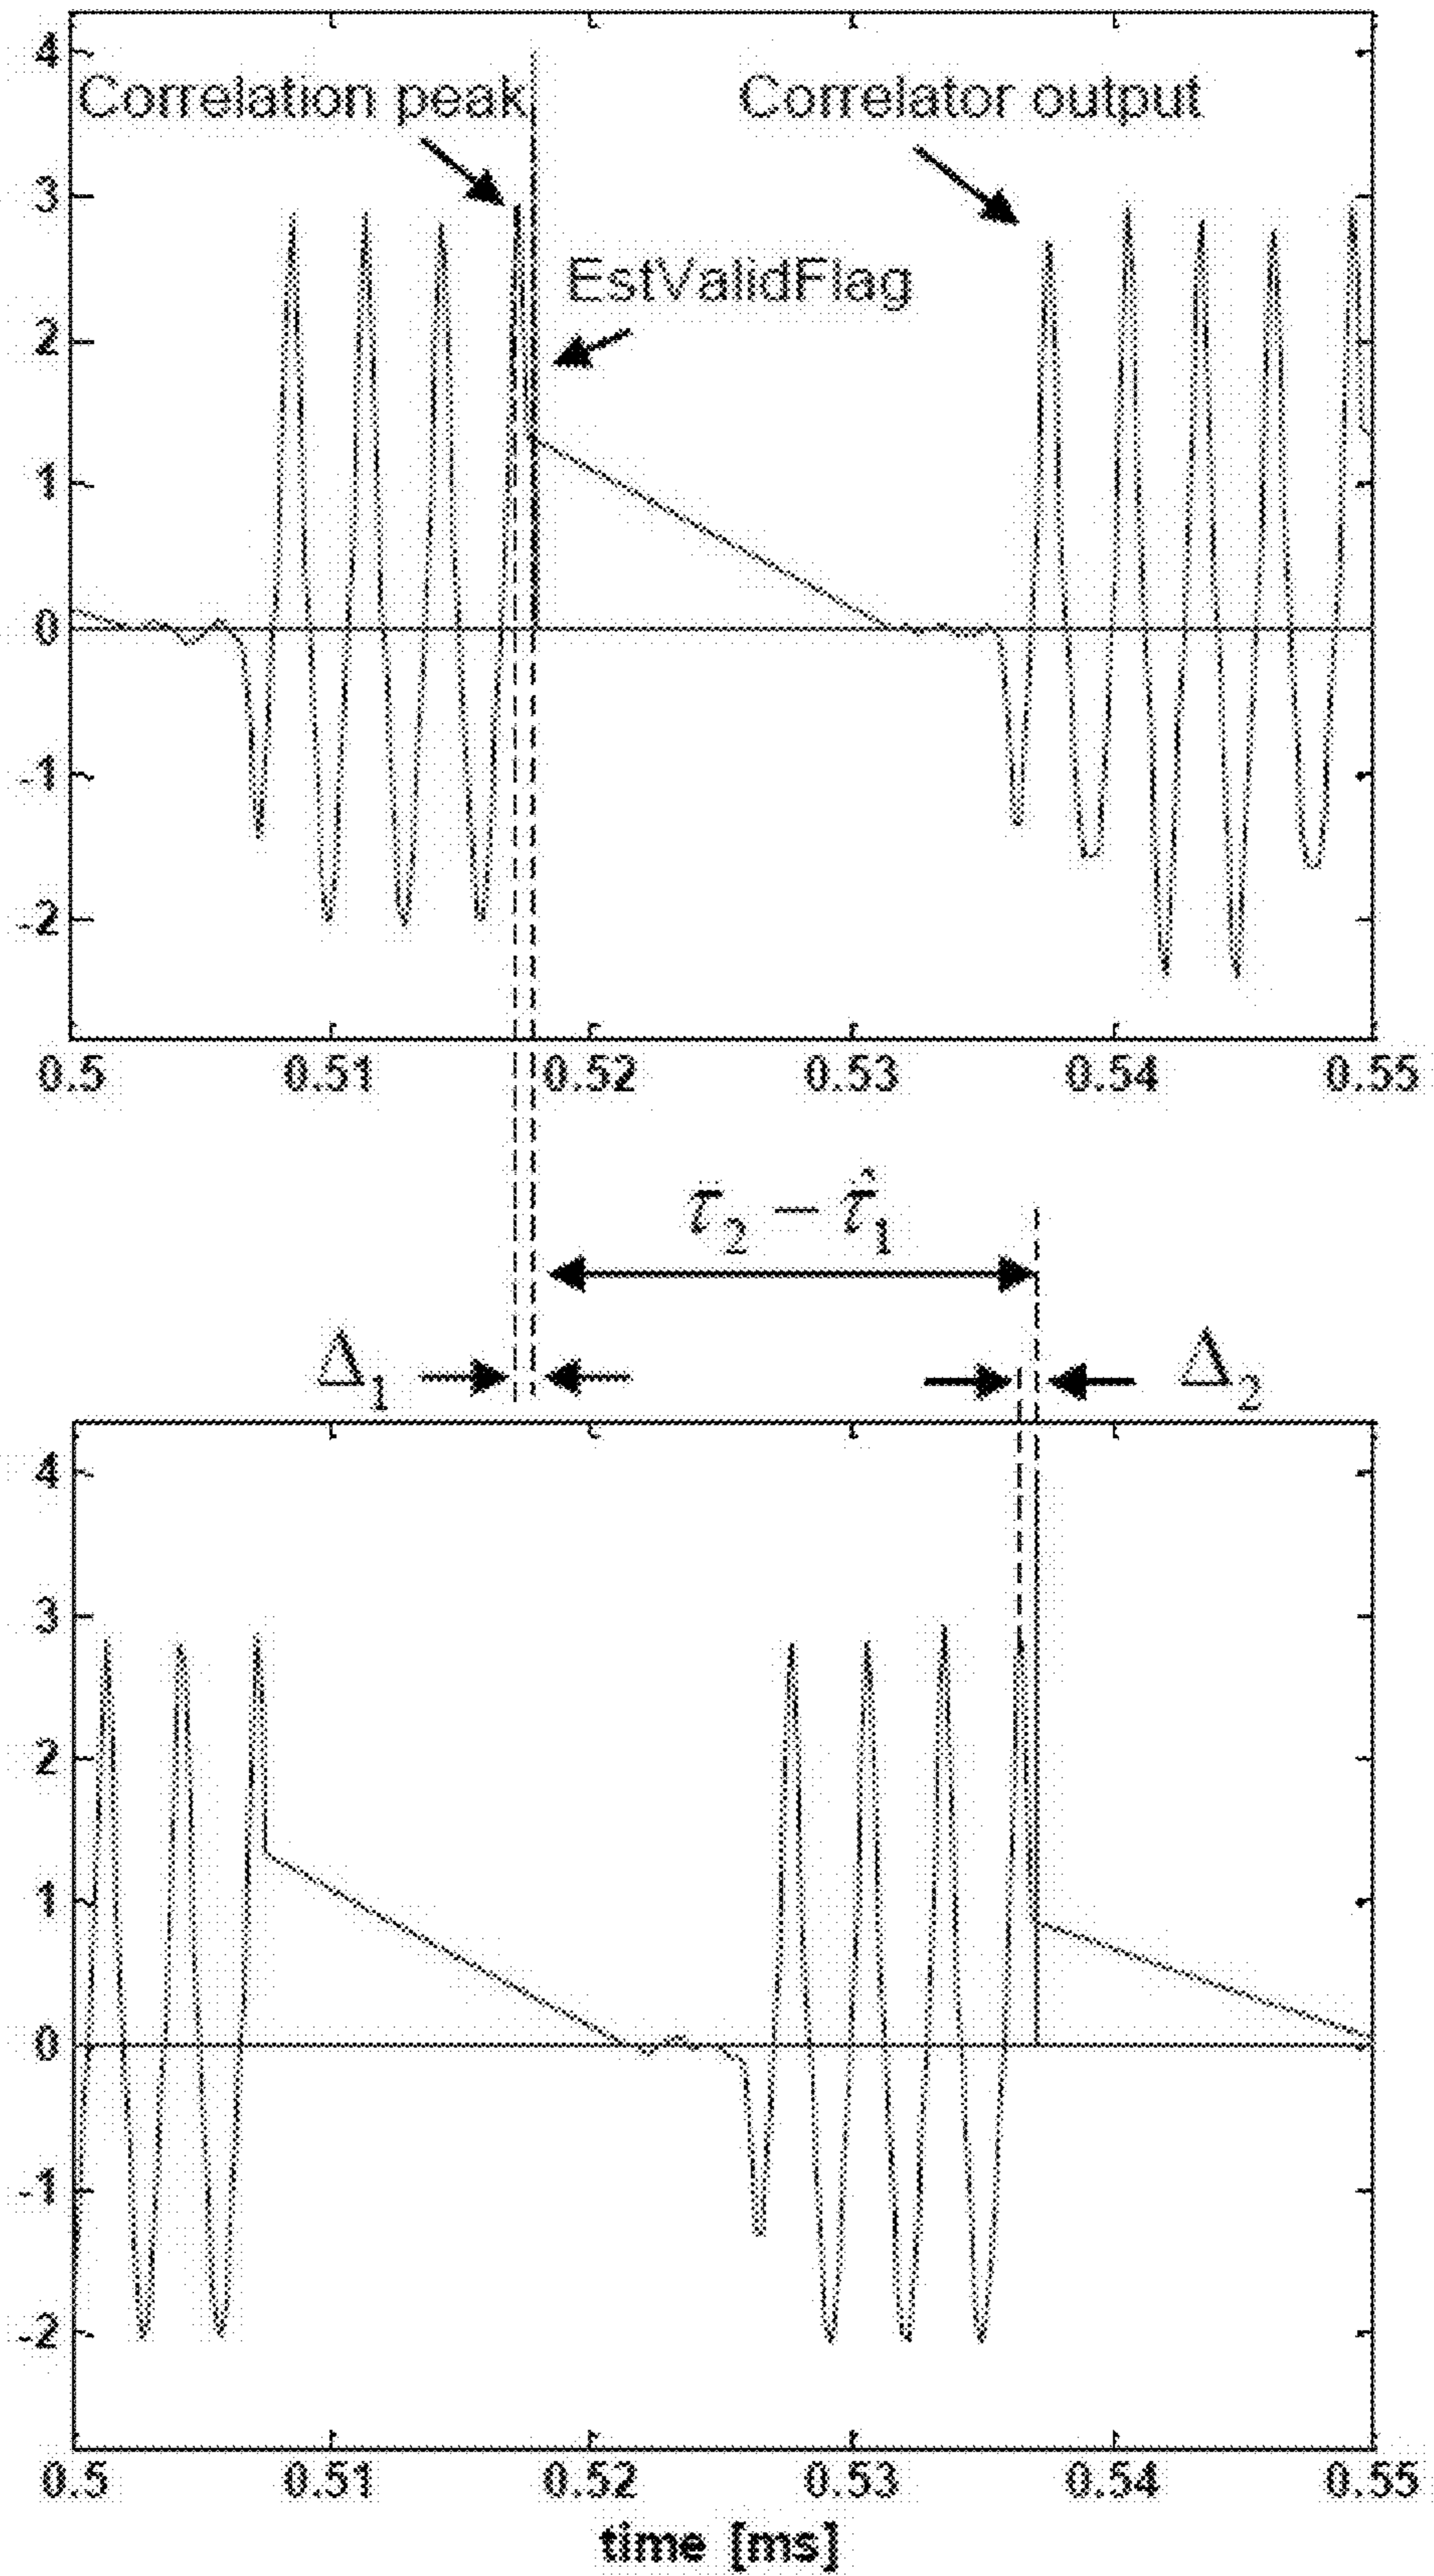 4
Correlation peak
Correlator output
3
EstValidFlag
2
1
0
-1
-2
0.5 0.51 0.52 0.53 0.54 0.55
τ̂₂ − τ̂₁
Δ₁ Δ₂
4
3
2
1
0
-1
-2
0.5 0.51 0.52 0.53 0.54 0.55
time [ms]